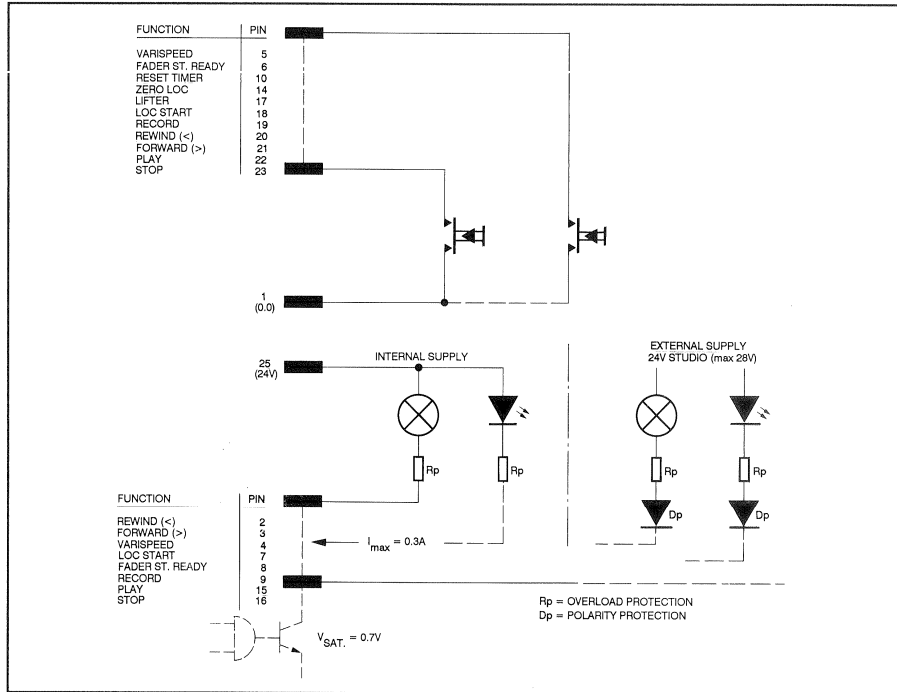 FUNCTION PIN
VARISPEED 5
FADER ST. READY 6
RESET TIMER 10
ZERO LOC 14
LIFTER 17
LOC START 18
RECORD 19
REWIND (<) 20
FORWARD (>) 21
PLAY 22
STOP 23
1
(0.0)
25
(24V)
INTERNAL SUPPLY
EXTERNAL SUPPLY
24V STUDIO (max 28V)
Rp
Rp
Rp
Rp
Dp
Dp
FUNCTION PIN
REWIND (<) 2
FORWARD (>) 3
VARISPEED 4
LOC START 7
FADER ST. READY 8
RECORD 9
PLAY 15
STOP 16
Imax = 0.3A
Rp = OVERLOAD PROTECTION
Dp = POLARITY PROTECTION
VSAT. = 0.7V